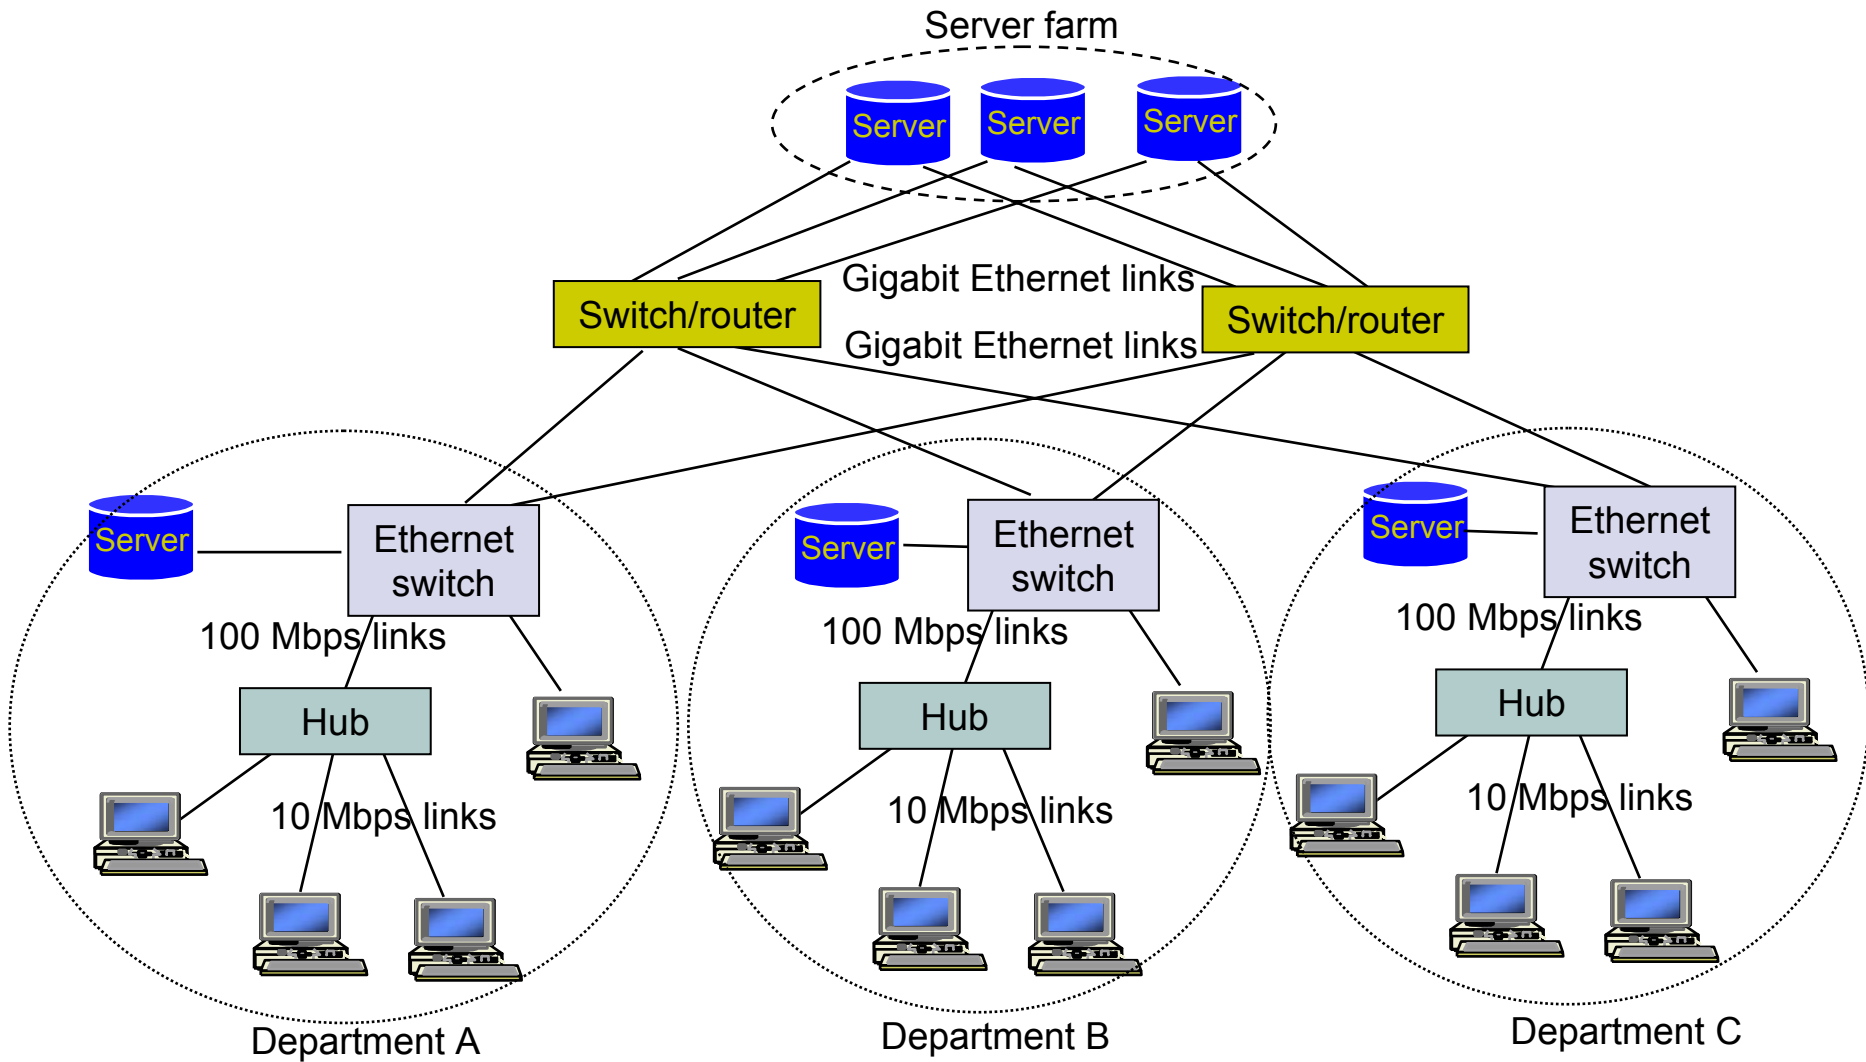 Server farm
Server
Server
Server
Gigabit Ethernet links
Switch/router
Switch/router
Gigabit Ethernet links
Server
Ethernet
switch
Server
Ethernet
switch
Server
Ethernet
switch
100 Mbps links
100 Mbps links
100 Mbps links
Hub
Hub
Hub
10 Mbps links
10 Mbps links
10 Mbps links
Department A
Department B
Department C